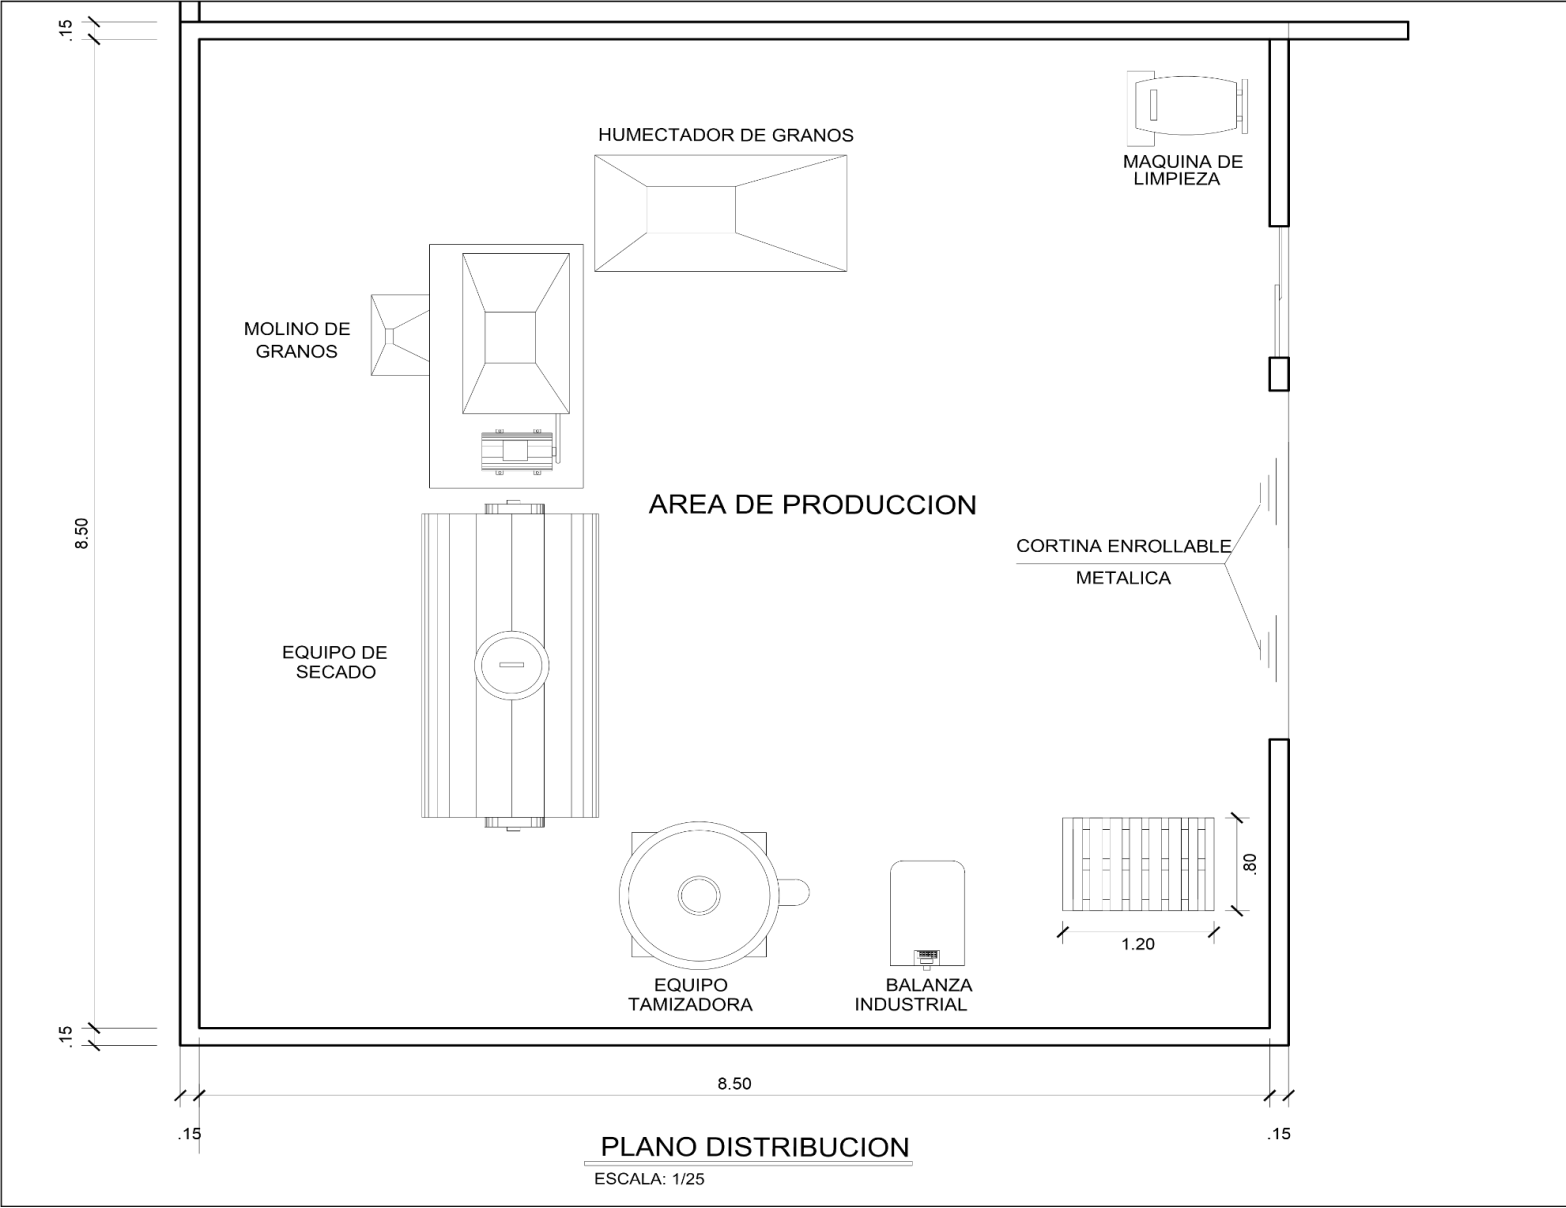 .15
HUMECTADOR DE GRANOS
MAQUINA DE
LIMPIEZA
MOLINO DE
GRANOS
AREA DE PRODUCCION
8.50
CORTINA ENROLLABLE
METALICA
EQUIPO DE
SECADO
.80
1.20
EQUIPO
TAMIZADORA
BALANZA
INDUSTRIAL
.15
8.50
.15
.15
PLANO DISTRIBUCION
ESCALA: 1/25